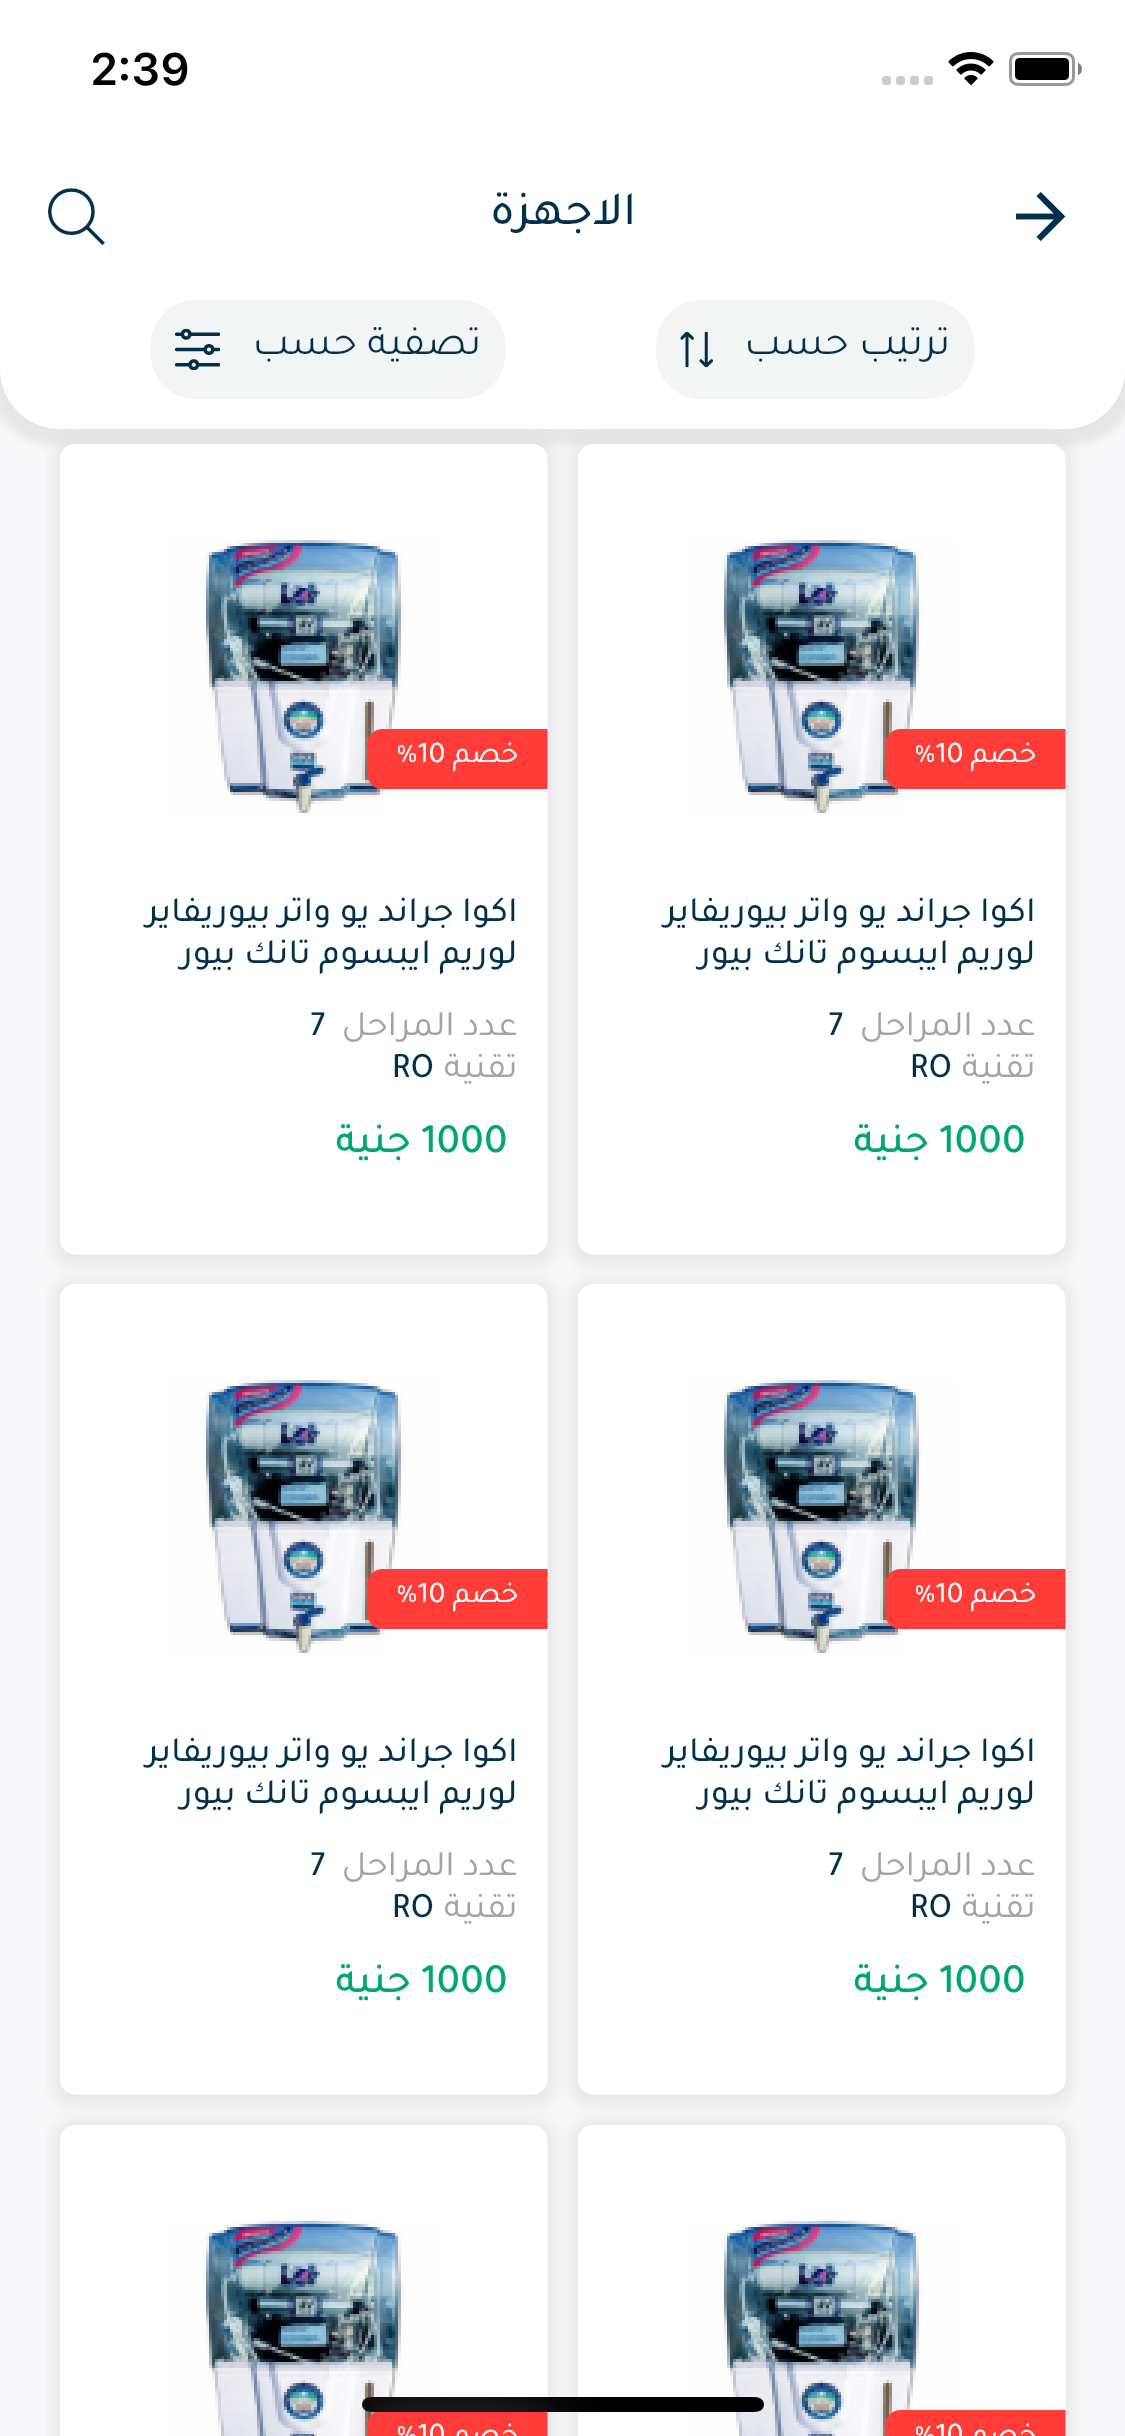 2:39
الاجهزة
ترتيب حسب
تصفية حسب
خصم 10%
اكوا جراند يو واتر بيوريفاير
لوريم ايبسوم تانك بيور
عدد المراحل 7
تقنية RO
1000 جنية
خصم 10%
اكوا جراند يو واتر بيوريفاير
لوريم ايبسوم تانك بيور
عدد المراحل 7
تقنية RO
1000 جنية
خصم 10%
اكوا جراند يو واتر بيوريفاير
لوريم ايبسوم تانك بيور
عدد المراحل 7
تقنية RO
1000 جنية
خصم 10%
اكوا جراند يو واتر بيوريفاير
لوريم ايبسوم تانك بيور
عدد المراحل 7
تقنية RO
1000 جنية
خصم 10%
خصم 10%